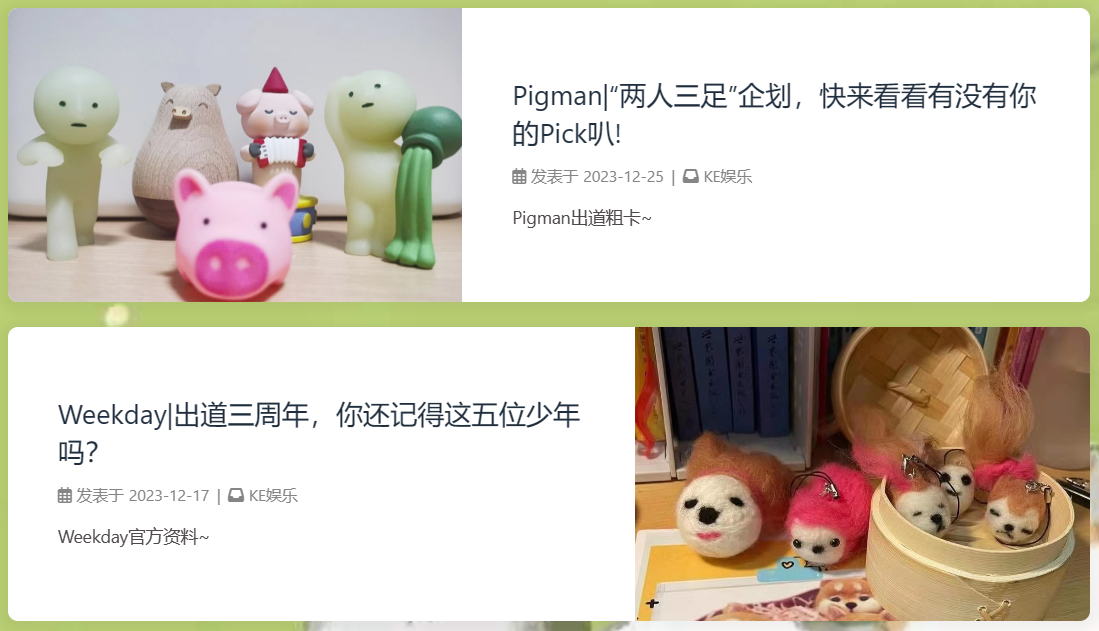 Pigman|“两人三足”企划，快来看看有没有你
的Pick叭!
发表于 2023-12-25 | KE娱乐
Pigman出道粗卡~
Weekday|出道三周年，你还记得这五位少年
吗?
发表于 2023-12-17 | KE娱乐
Weekday官方资料~